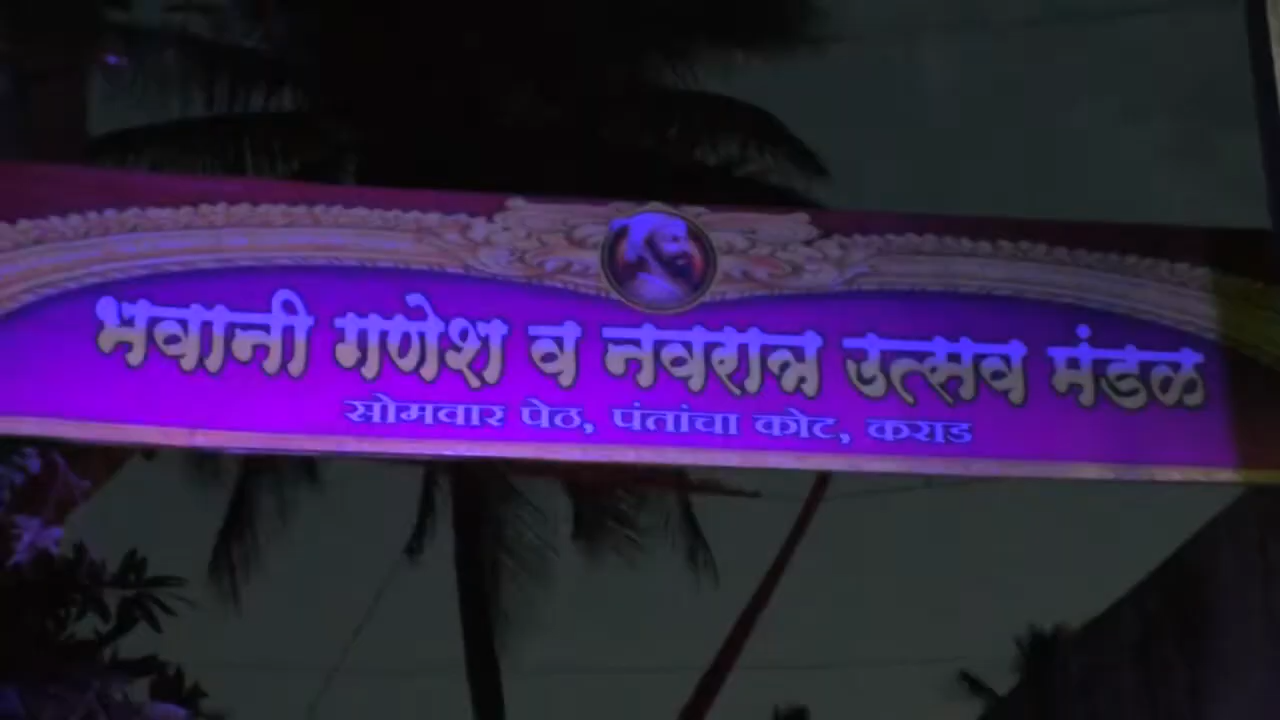 भवानी गणेश व नवरात्र उत्सव मंडळ
सोमवार पेठ, पंतांचा कोट, कराड